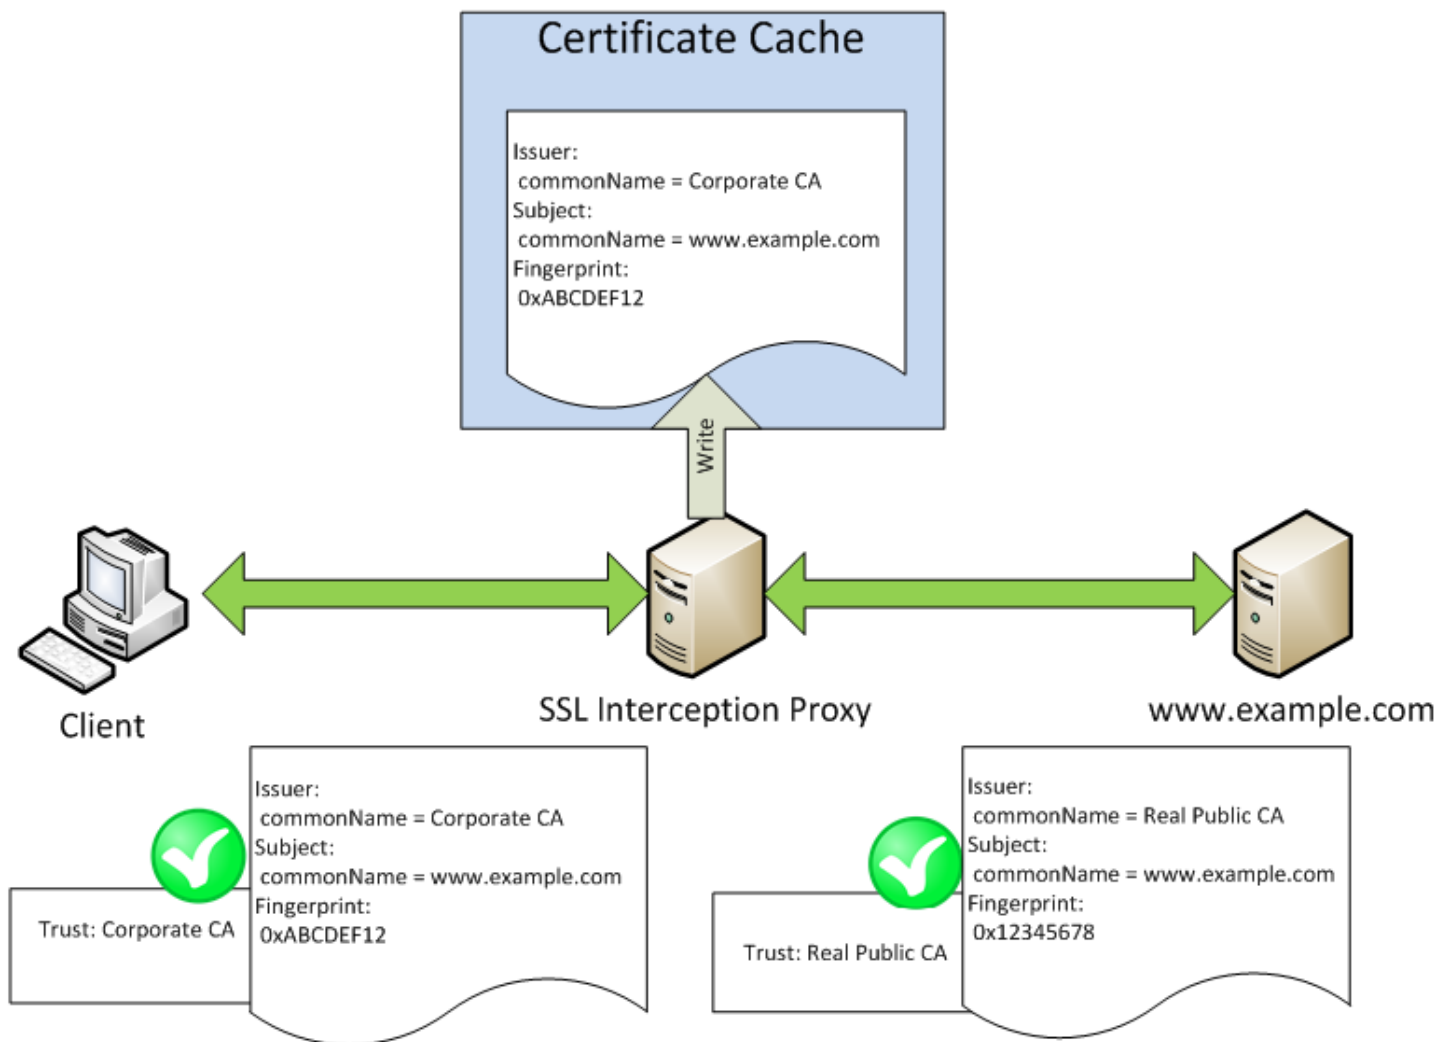 Certificate Cache
Issuer:
commonName = Corporate CA
Subject:
commonName = www.example.com
Fingerprint:
0xABCDEF12
Write
Client
SSL Interception Proxy
www.example.com
Trust: Corporate CA
Issuer:
commonName = Corporate CA
Subject:
commonName = www.example.com
Fingerprint:
0xABCDEF12
Trust: Real Public CA
Issuer:
commonName = Real Public CA
Subject:
commonName = www.example.com
Fingerprint:
0x12345678